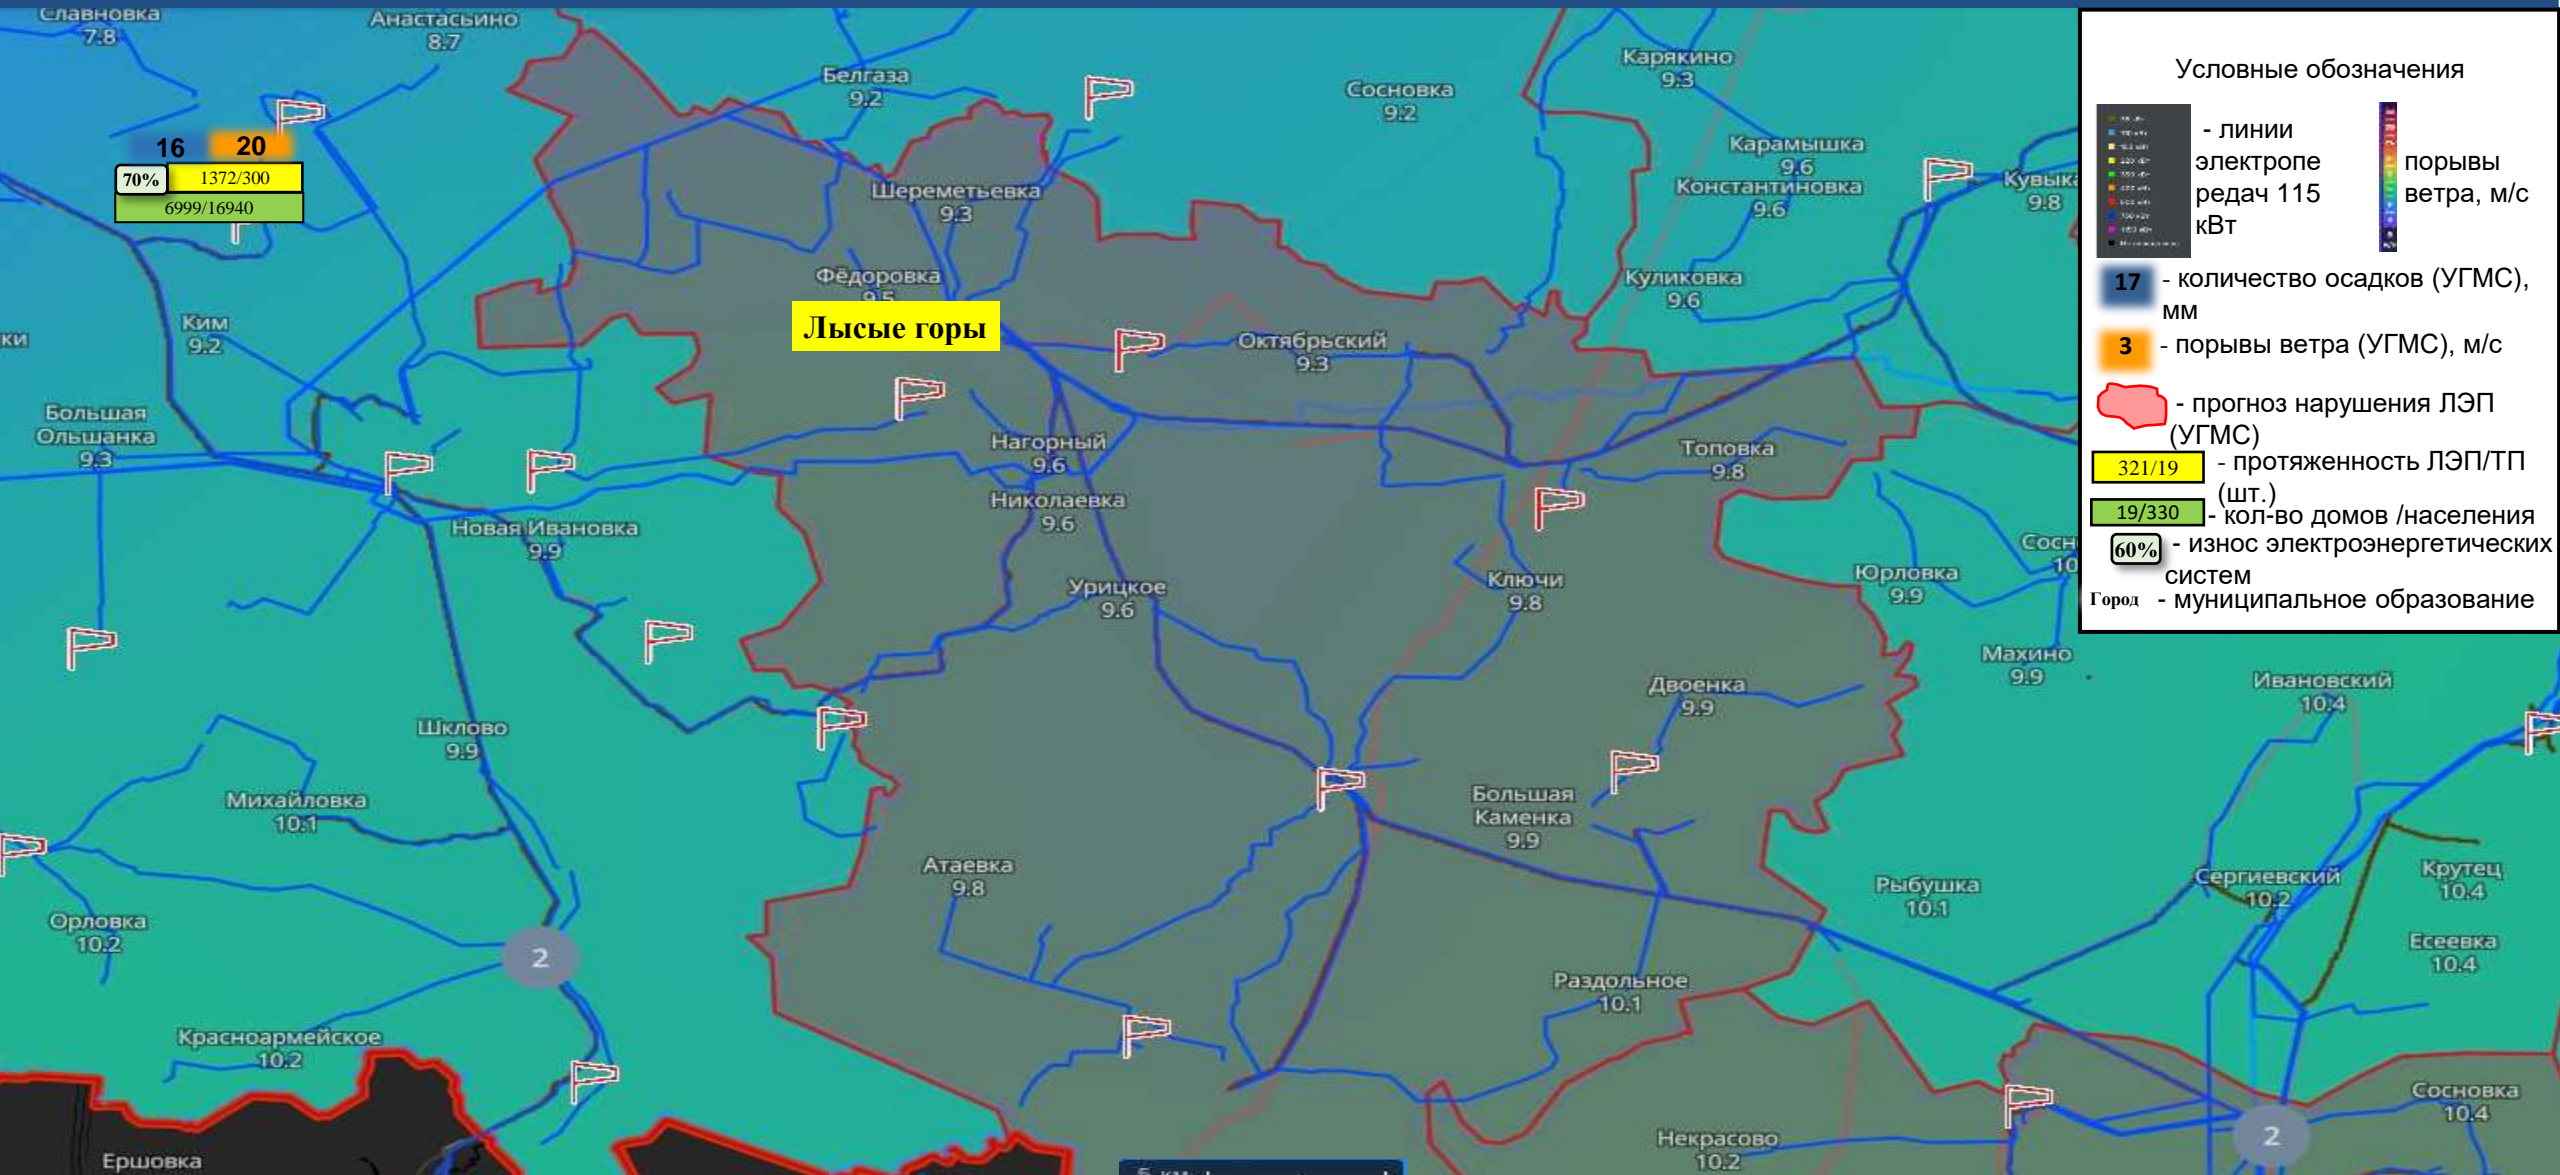 Славновка
7.8
Анастасьино
8.7
Белгаза
9.2
Сосновка
9.2
Карякино
9.3
Карамышка
9.6
Константиновка
9.6
Кувыка
9.8
16 20
70% 1372/300
6999/16940
Шереметьевка
9.3
Фёдоровка
9.5
Лысые горы
Куликовка
9.6
Ким
9.2
ки
Октябрьский
9.3
Большая
Ольшанка
9.3
Нагорный
9.6
Николаевка
9.6
Топовка
9.8
Новая Ивановка
9.9
Урицкое
9.6
Ключи
9.8
Юрловка
9.9
Сосн
10
Махино
9.9
Двоенка
9.9
Ивановский
10.4
Шклово
9.9
Михайловка
10.1
Большая
Каменка
9.9
Атаевка
9.8
Рыбушка
10.1
Сергиевский
10.2
Крутец
10.4
Орловка
10.2
Есеевка
10.4
2
Раздольное
10.1
Красноармейское
10.2
Сосновка
10.4
2
Некрасово
10.2
Ершовка
Условные обозначения
- линии
электропе
редач 115
кВт
порывы
ветра, м/с
17 - количество осадков (УГМС),
мм
3 - порывы ветра (УГМС), м/с
- прогноз нарушения ЛЭП
(УГМС)
321/19 - протяженность ЛЭП/ТП
(шт.)
19/330 - кол-во домов /населения
60% - износ электроэнергетических
систем
Город - муниципальное образование